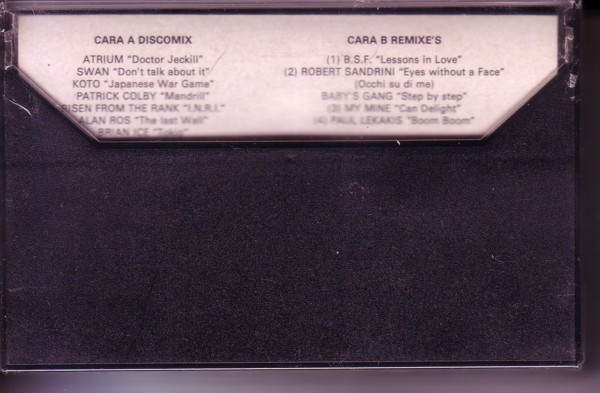 CARA A DISCOMIX
ATRIUM "Doctor Jeckill"
SWAN "Don't talk about it"
KOTO "Japanese War Game"
PATRICK COLBY "Mandrill"
RISEN FROM THE RANK "I.N.R.I."
ALAN ROS "The last Wall"
BRIAN ICE "Tokio"
CARA B REMIXE'S
(1) B.S.F. "Lessons in Love"
(2) ROBERT SANDRINI "Eyes without a Face"
(Occhi su di me)
BABY'S GANG "Step by step"
(3) MY MINE "Can Delight"
(4) PAUL LEKAKIS "Boom Boom"